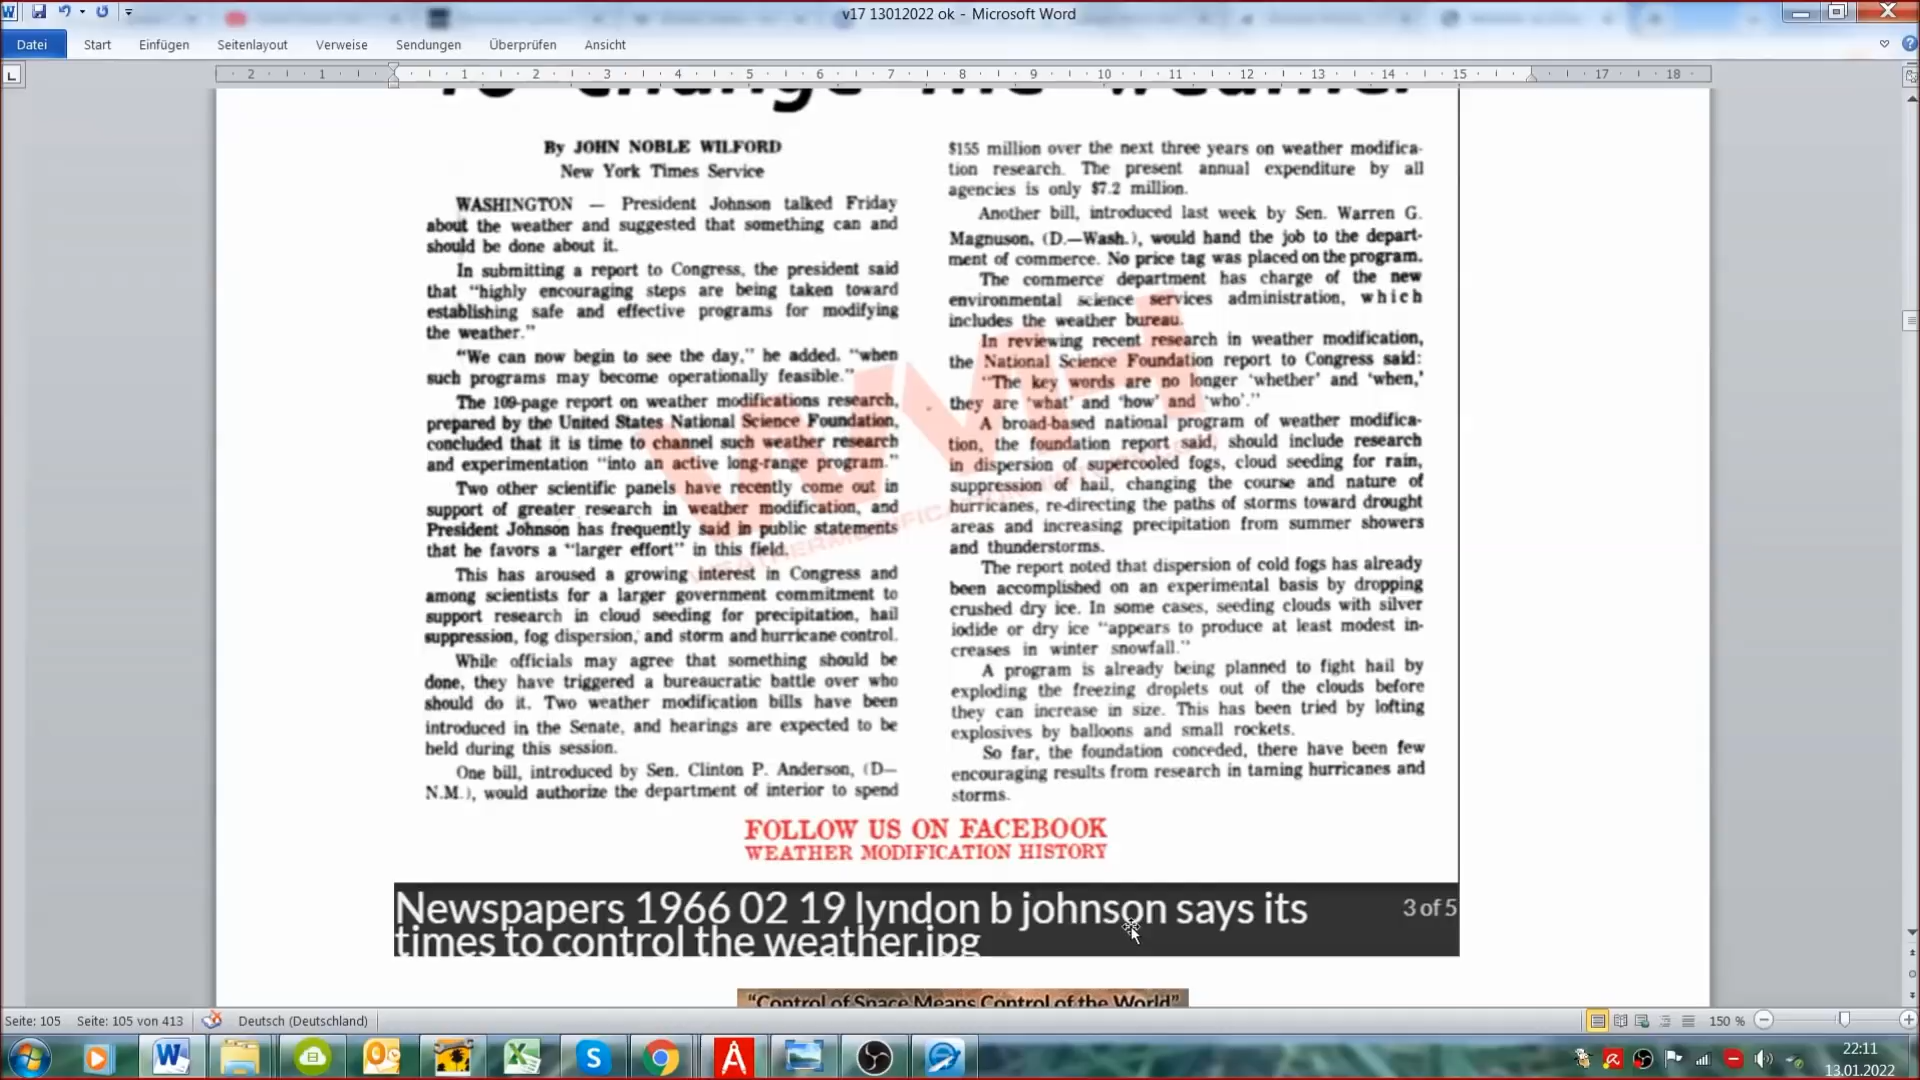 v17 13012022 ok - Microsoft Word
Datei Start Einfügen Seitenlayout Verweise Sendungen Überprüfen Ansicht
2 1 1 2 3 4 5 6 7 8 9 10 11 12 13 14 15 17 18
To Change The Weather
By JOHN NOBLE WILFORD
New York Times Service
WASHINGTON — President Johnson talked Friday
about the weather and suggested that something can and
should be done about it.
In submitting a report to Congress, the president said
that “highly encouraging steps are being taken toward
establishing safe and effective programs for modifying
the weather.”
“We can now begin to see the day,” he added, “when
such programs may become operationally feasible.”
The 109-page report on weather modifications research,
prepared by the United States National Science Foundation,
concluded that it is time to channel such weather research
and experimentation “into an active long-range program.”
Two other scientific panels have recently come out in
support of greater research in weather modification, and
President Johnson has frequently said in public statements
that he favors a “larger effort” in this field.
This has aroused a growing interest in Congress and
among scientists for a larger government commitment to
support research in cloud seeding for precipitation, hail
suppression, fog dispersion, and storm and hurricane control.
While officials may agree that something should be
done, they have triggered a bureaucratic battle over who
should do it. Two weather modification bills have been
introduced in the Senate, and hearings are expected to be
held during this session.
One bill, introduced by Sen. Clinton P. Anderson, (D—
N.M.), would authorize the department of interior to spend
$155 million over the next three years on weather modifica-
tion research. The present annual expenditure by all
agencies is only $7.2 million.
Another bill, introduced last week by Sen. Warren G.
Magnuson, (D.—Wash.), would hand the job to the depart-
ment of commerce. No price tag was placed on the program.
The commerce department has charge of the new
environmental science services administration, which
includes the weather bureau.
In reviewing recent research in weather modification,
the National Science Foundation report to Congress said:
“The key words are no longer ‘whether’ and ‘when,’
they are ‘what’ and ‘how’ and ‘who’.”
A broad-based national program of weather modifica-
tion, the foundation report said, should include research
in dispersion of supercooled fogs, cloud seeding for rain,
suppression of hail, changing the course and nature of
hurricanes, re-directing the paths of storms toward drought
areas and increasing precipitation from summer showers
and thunderstorms.
The report noted that dispersion of cold fogs has already
been accomplished on an experimental basis by dropping
crushed dry ice. In some cases, seeding clouds with silver
iodide or dry ice “appears to produce at least modest in-
creases in winter snowfall.”
A program is already being planned to fight hail by
exploding the freezing droplets out of the clouds before
they can increase in size. This has been tried by lofting
explosives by balloons and small rockets.
So far, the foundation conceded, there have been few
encouraging results from research in taming hurricanes and
storms.
WMH
FOLLOW US ON FACEBOOK
WEATHER MODIFICATION HISTORY
Newspapers 1966 02 19 lyndon b johnson says its
times to control the weather.jpg
3 of 5
“Control of Space Means Control of the World”
Seite: 105 Seite: 105 von 413 Deutsch (Deutschland) 150 %
22:11
13.01.2022